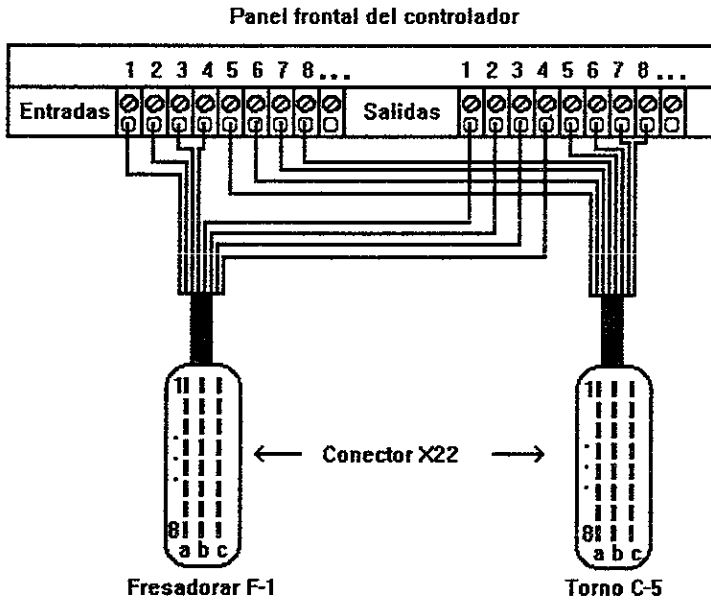 Panel frontal del controlador
1 2 3 4 5 6 7 8 ... 1 2 3 4 5 6 7 8 ...
Entradas Salidas
1 1
Conector X22
8 8
a b c a b c
Fresadorar F-1 Torno C-5